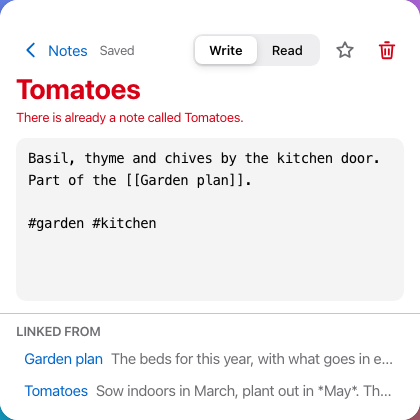 Notes Saved Write Read
Tomatoes
There is already a note called Tomatoes.
Basil, thyme and chives by the kitchen door.
Part of the [[Garden plan]].
#garden #kitchen
LINKED FROM
Garden plan The beds for this year, with what goes in e...
Tomatoes Sow indoors in March, plant out in *May*. Th...